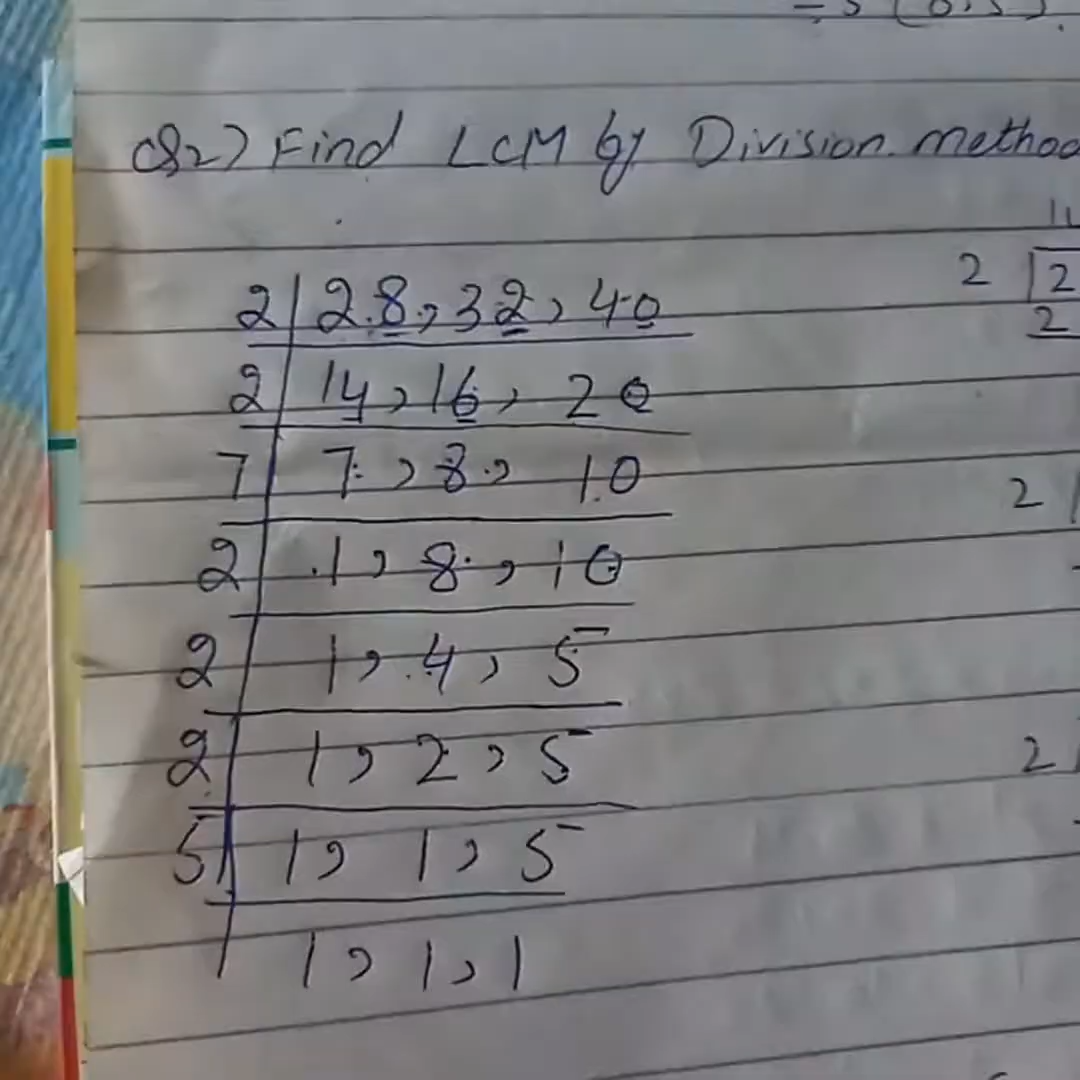 Q2) Find LCM by Division method
2 | 28, 32, 40
2 | 14, 16, 20
7 | 7, 8, 10
2 | 1, 8, 10
2 | 1, 4, 5
2 | 1, 2, 5
5 | 1, 1, 5
1, 1, 1
2 2
2
2
2